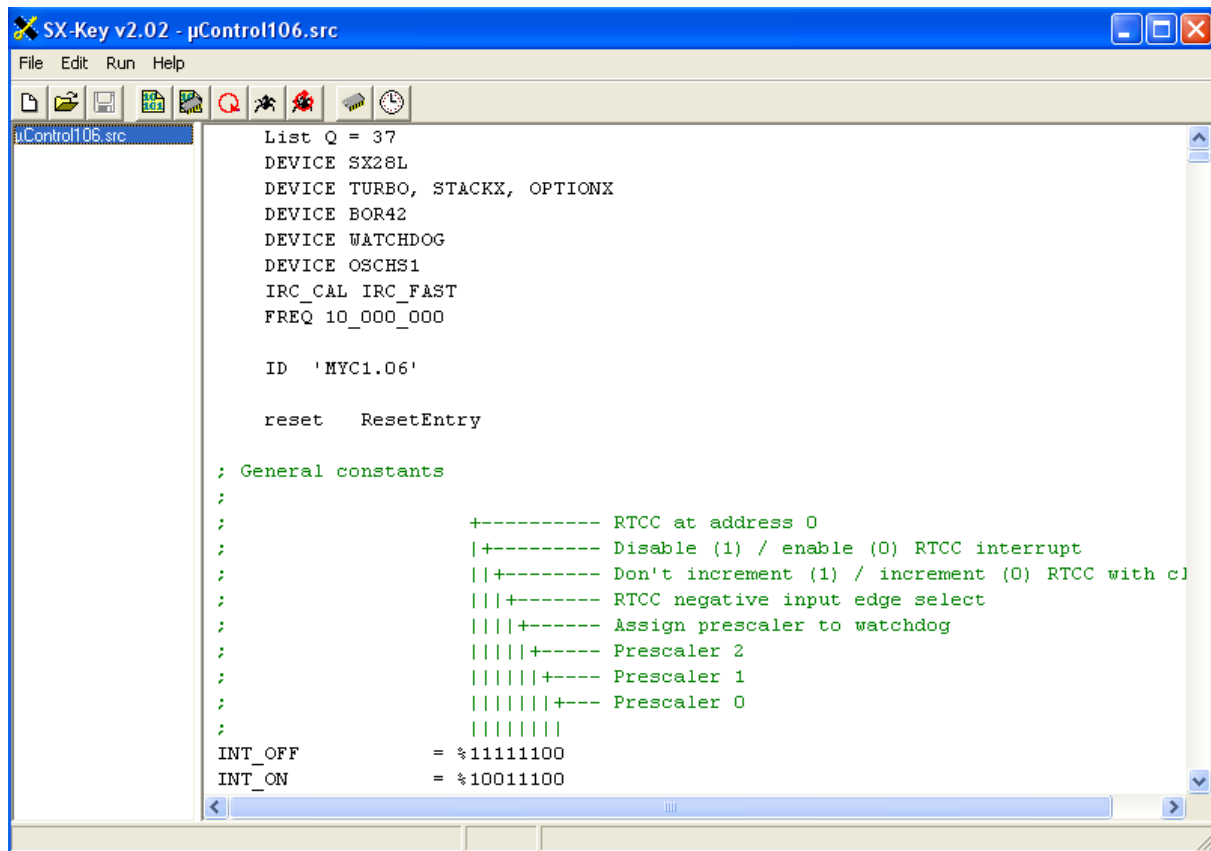 SX-Key v2.02 - µControl106.src
File Edit Run Help
µControl106.src
List Q = 37
DEVICE SX28L
DEVICE TURBO, STACKX, OPTIONX
DEVICE BOR42
DEVICE WATCHDOG
DEVICE OSCHS1
IRC_CAL IRC_FAST
FREQ 10_000_000
ID 'MYC1.06'
reset ResetEntry
; General constants
;
; +---------- RTCC at address 0
; |+--------- Disable (1) / enable (0) RTCC interrupt
; ||+-------- Don't increment (1) / increment (0) RTCC with cl
; |||+------- RTCC negative input edge select
; ||||+------ Assign prescaler to watchdog
; |||||+----- Prescaler 2
; ||||||+---- Prescaler 1
; |||||||+--- Prescaler 0
; ||||||||
INT_OFF = %11111100
INT_ON = %10011100